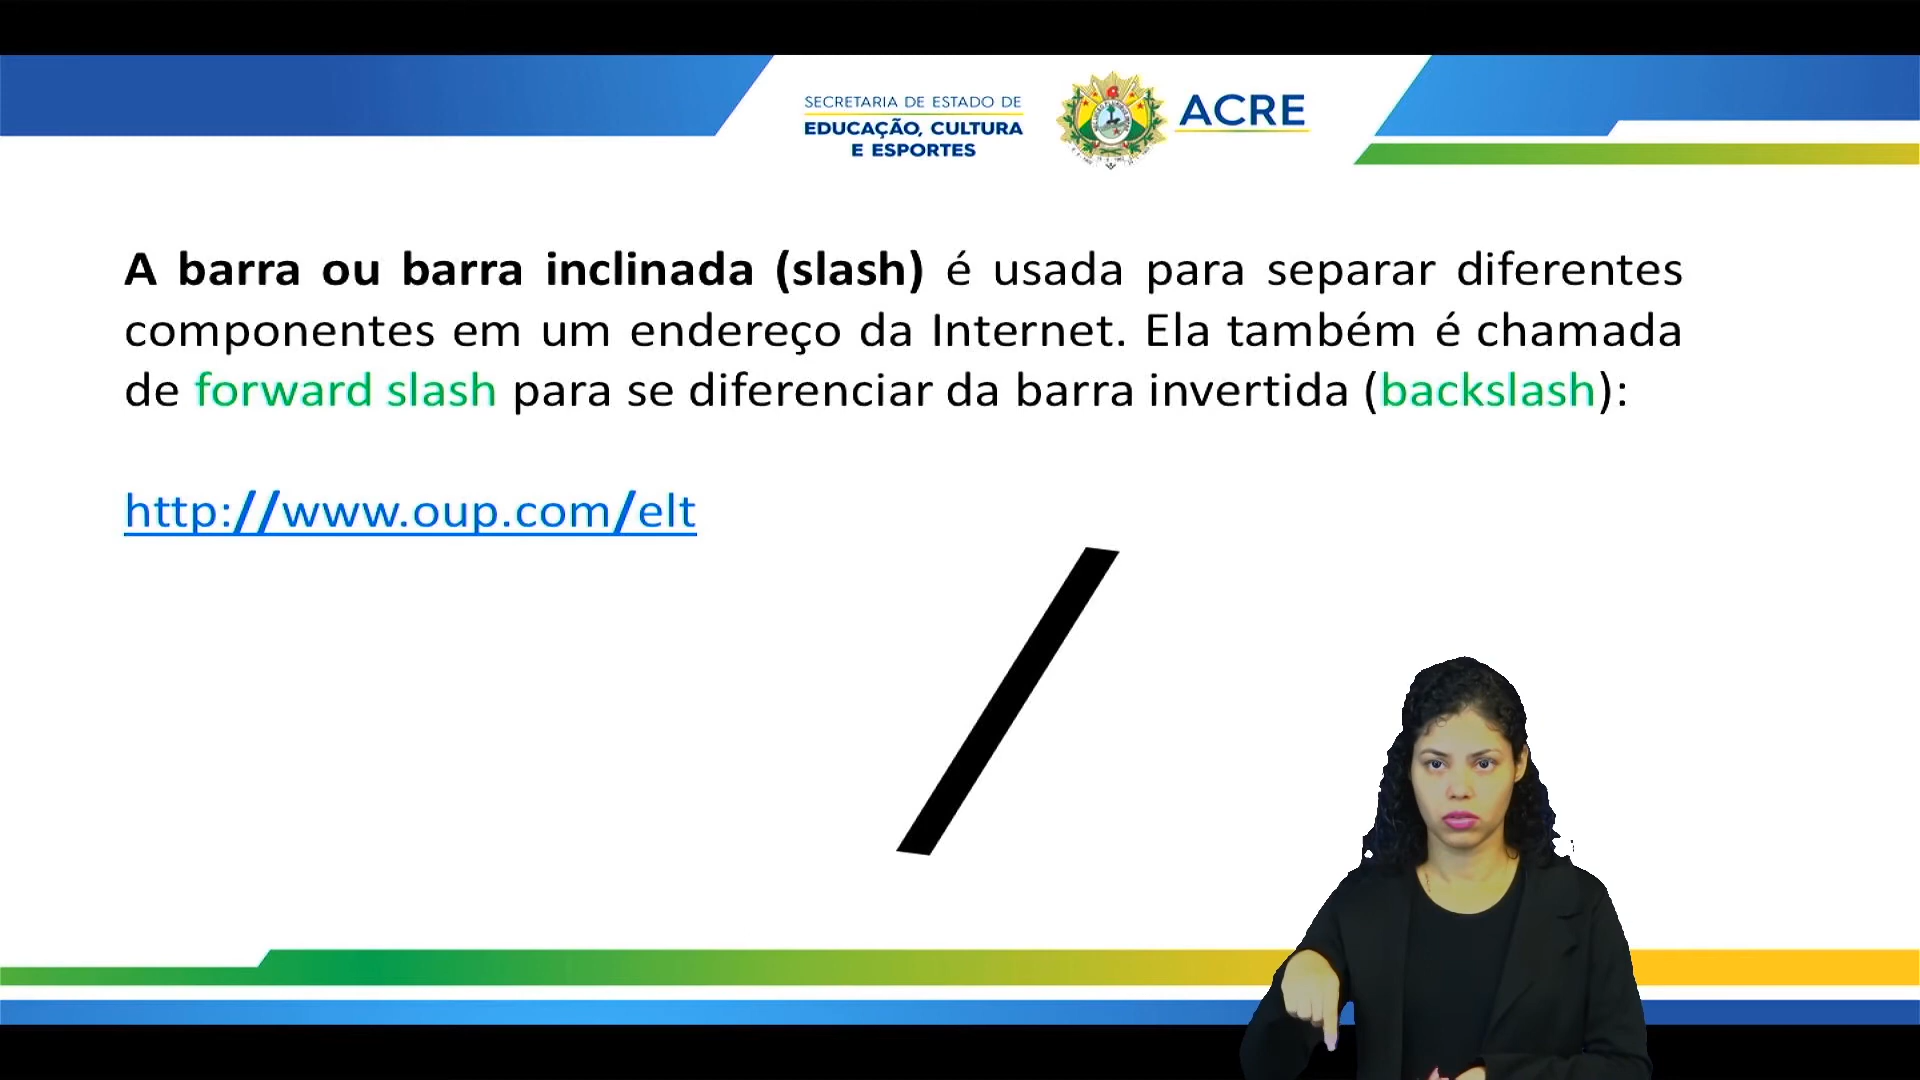 SECRETARIA DE ESTADO DE
EDUCAÇÃO, CULTURA
E ESPORTES
ACRE
A barra ou barra inclinada (slash) é usada para separar diferentes
componentes em um endereço da Internet. Ela também é chamada
de forward slash para se diferenciar da barra invertida (backslash):
http://www.oup.com/elt
/